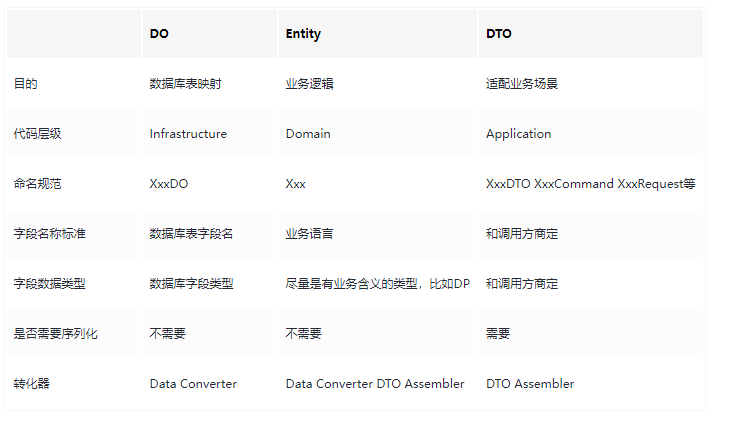 DO Entity DTO
目的 数据库表映射 业务逻辑 适配业务场景
代码层级 Infrastructure Domain Application
命名规范 XxxDO Xxx XxxDTO XxxCommand XxxRequest等
字段名称标准 数据库表字段名 业务语言 和调用方商定
字段数据类型 数据库字段类型 尽量是有业务含义的类型，比如DP 和调用方商定
是否需要序列化 不需要 不需要 需要
转化器 Data Converter Data Converter DTO Assembler DTO Assembler